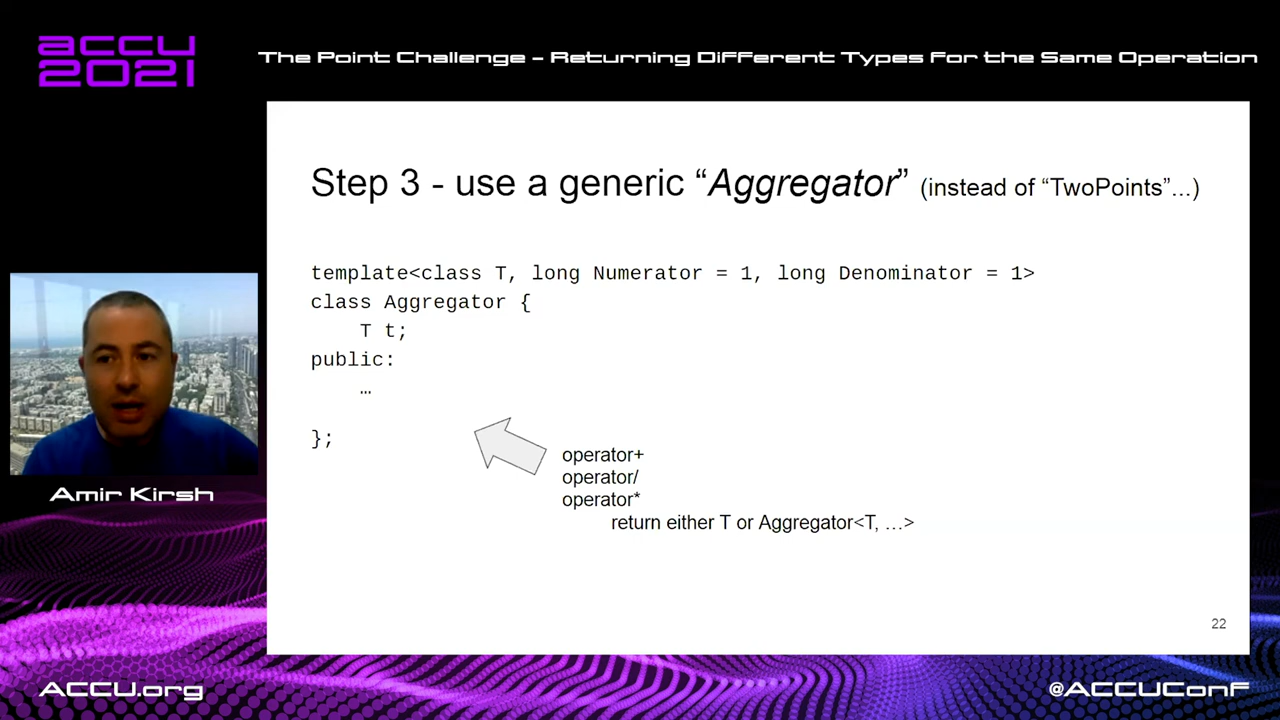 accu
2021
The Point Challenge – Returning Different Types for the Same Operation
Step 3 - use a generic “Aggregator” (instead of “TwoPoints”...)
template<class T, long Numerator = 1, long Denominator = 1>
class Aggregator {
T t;
public:
…
};
operator+
operator/
operator*
return either T or Aggregator<T, …>
Amir Kirsh
22
ACCU.org
@ACCUConf